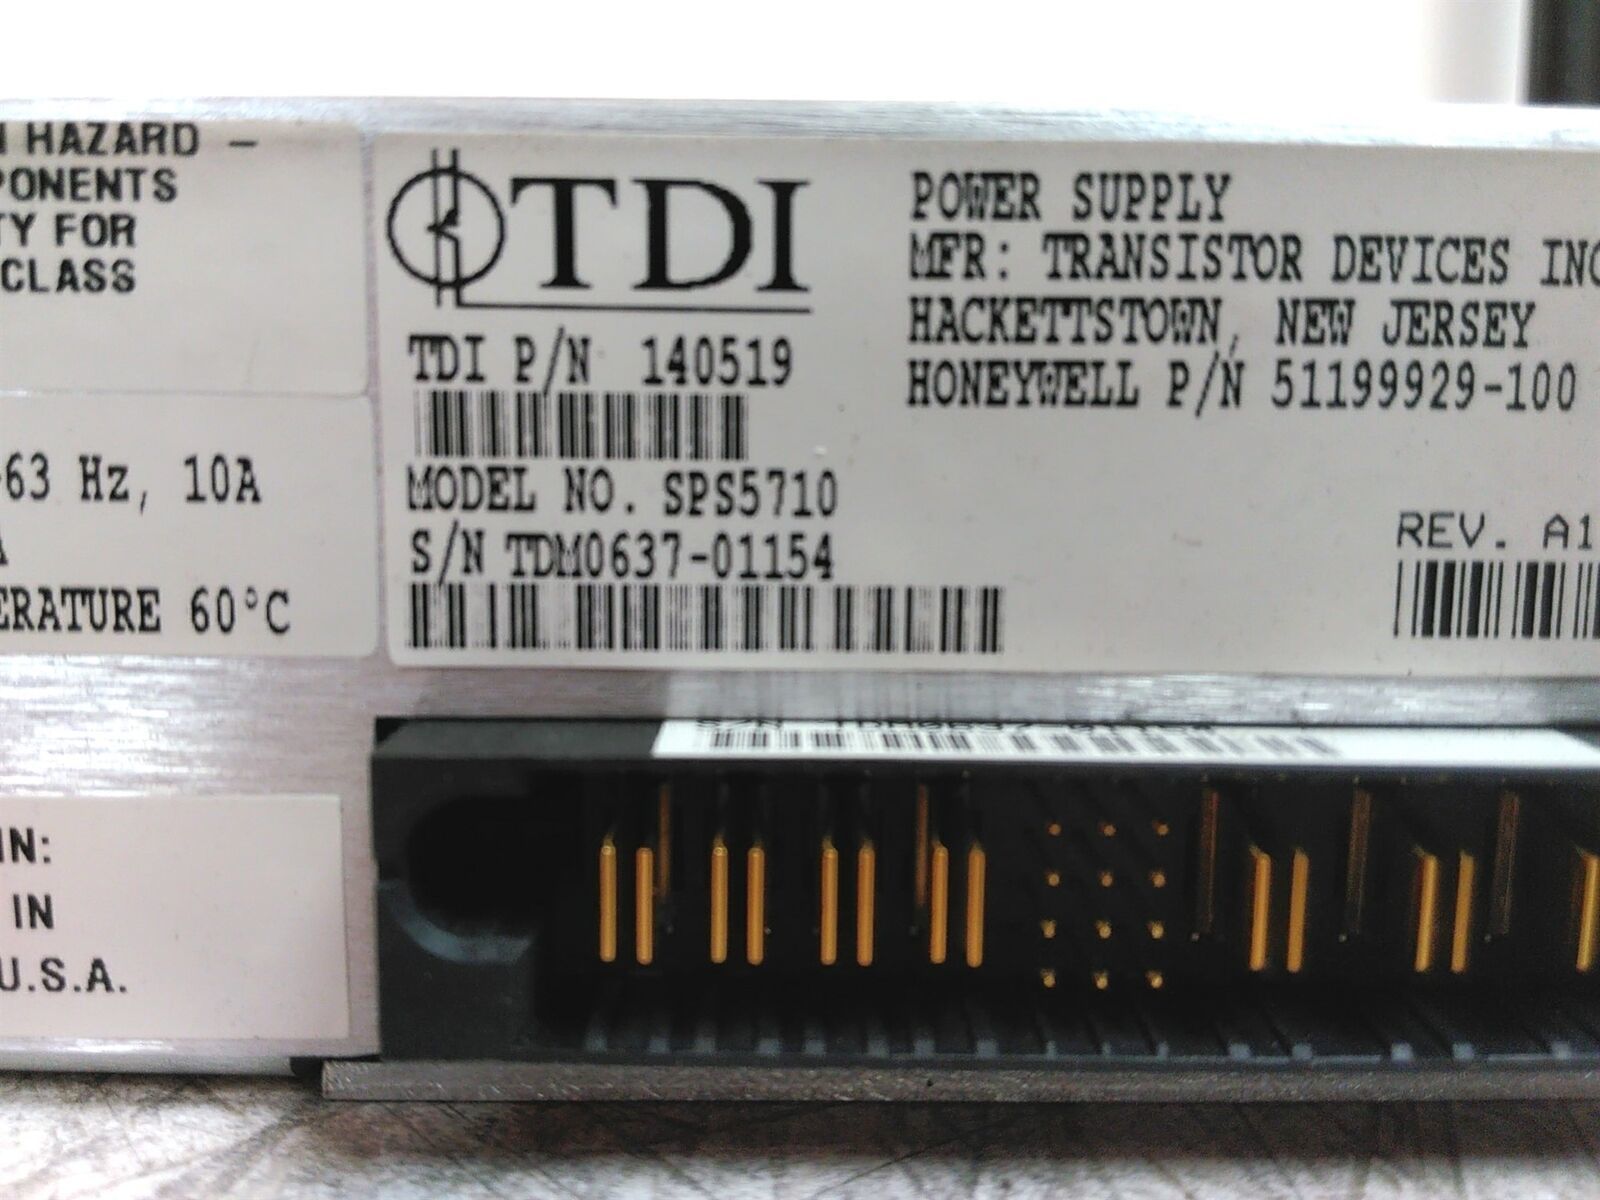 HAZARD -
PONENTS
TY FOR
CLASS
63 Hz, 10A
A
ERATURE 60°C
IN:
IN
U.S.A.
TDI
TDI P/N 140519
MODEL NO. SPS5710
S/N TDM0637-01154
POWER SUPPLY
MFR: TRANSISTOR DEVICES INC
HACKETTSTOWN, NEW JERSEY
HONEYWELL P/N 51199929-100
REV. A1